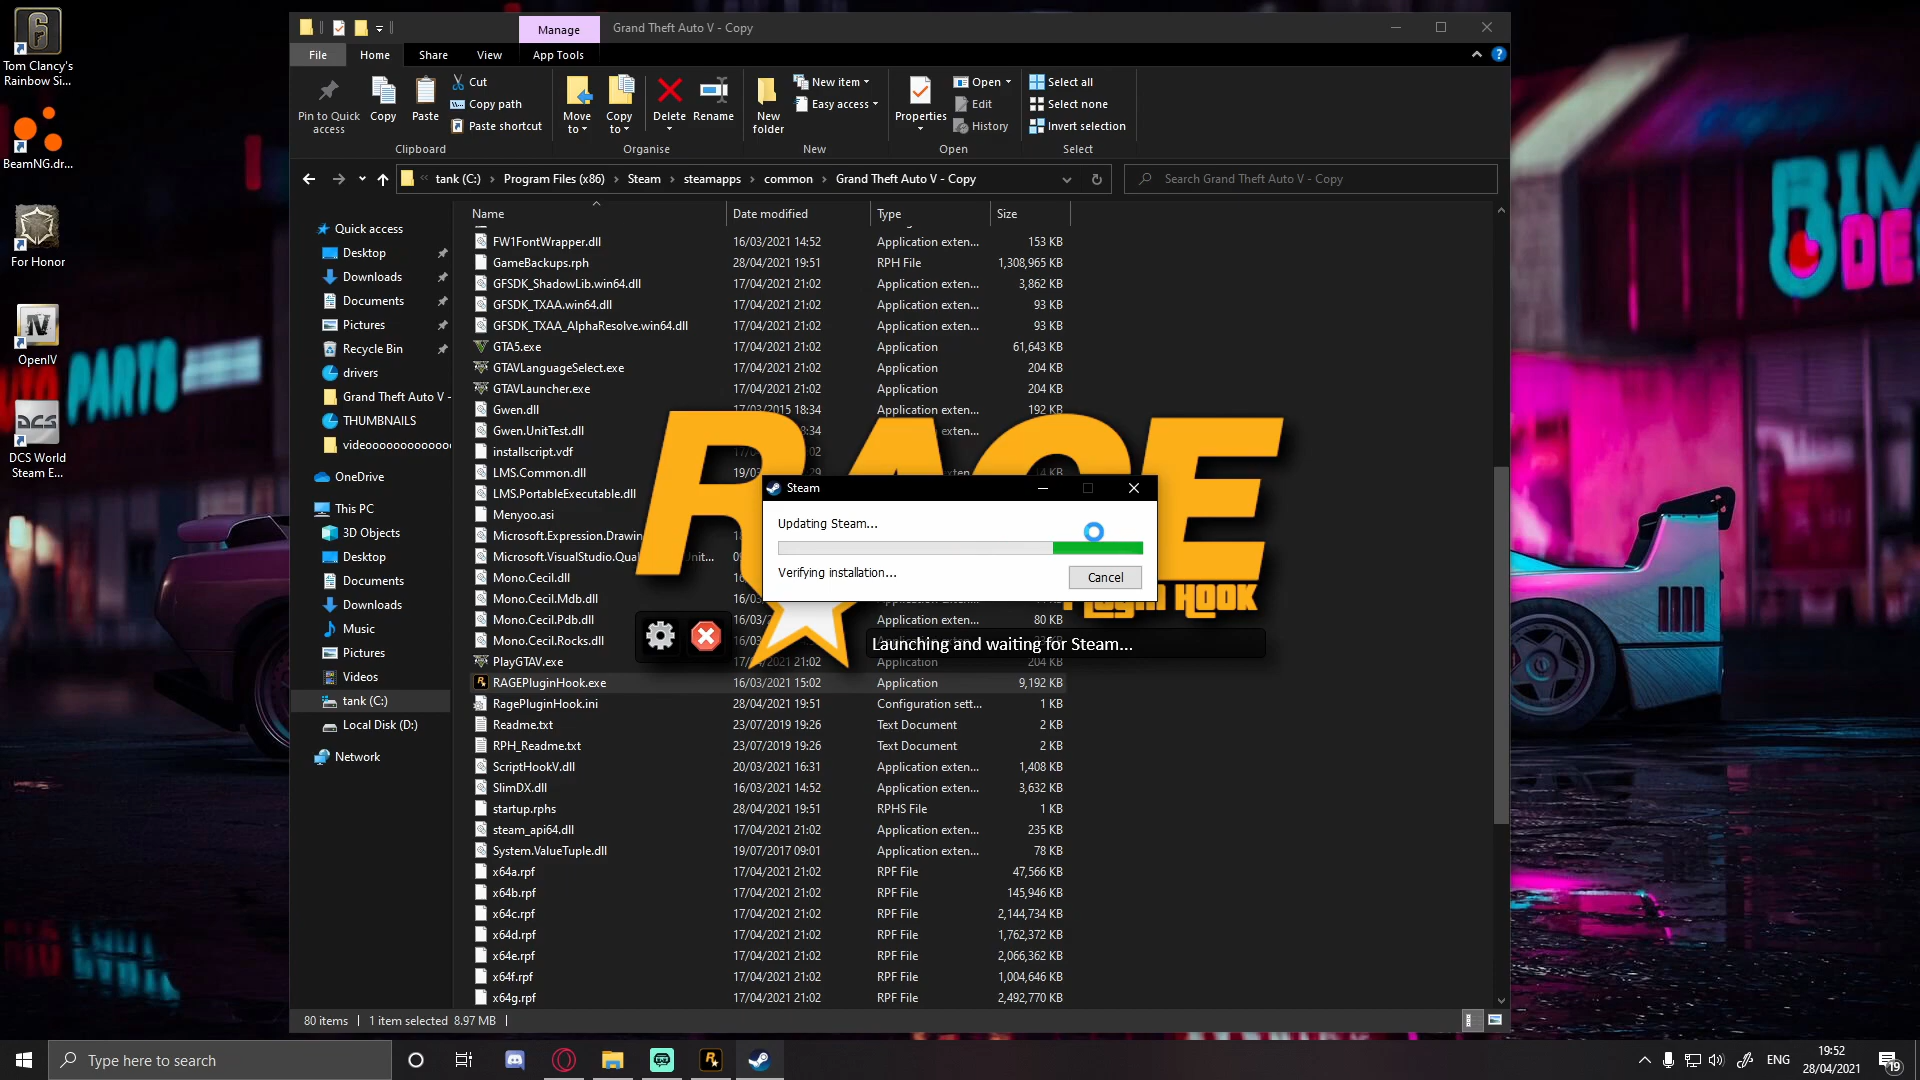 Manage
Grand Theft Auto V - Copy
File
Home
Share
View
App Tools
Pin to Quick access
Copy
Paste
Cut
Copy path
Paste shortcut
Clipboard
Move to
Copy to
Delete
Rename
Organise
New folder
New item
Easy access
New
Properties
Open
Edit
History
Open
Select all
Select none
Invert selection
Select
tank (C:) › Program Files (x86) › Steam › steamapps › common › Grand Theft Auto V - Copy
Search Grand Theft Auto V - Copy
Tom Clancy's Rainbow Si...
BeamNG.dr...
For Honor
OpenIV
DCS World Steam E...
Quick access
Desktop
Downloads
Documents
Pictures
Recycle Bin
drivers
Grand Theft Auto V -
THUMBNAILS
OneDrive
This PC
3D Objects
Desktop
Documents
Downloads
Music
Pictures
Videos
tank (C:)
Local Disk (D:)
Network
Name Date modified Type Size
FW1FontWrapper.dll 16/03/2021 14:52 Application exten... 153 KB
GameBackups.rph 28/04/2021 19:51 RPH File 1,308,965 KB
GFSDK_ShadowLib.win64.dll 17/04/2021 21:02 Application exten... 3,862 KB
GFSDK_TXAA.win64.dll 17/04/2021 21:02 Application exten... 93 KB
GFSDK_TXAA_AlphaResolve.win64.dll 17/04/2021 21:02 Application exten... 93 KB
GTA5.exe 17/04/2021 21:02 Application 61,643 KB
GTAVLanguageSelect.exe 17/04/2021 21:02 Application 204 KB
GTAVLauncher.exe 17/04/2021 21:02 Application 204 KB
Gwen.dll 17/03/2015 18:34 Application exten... 192 KB
Gwen.UnitTest.dll
installscript.vdf
LMS.Common.dll
LMS.PortableExecutable.dll
Menyoo.asi
Microsoft.Expression.Drawin
Microsoft.VisualStudio.Qua
Mono.Cecil.dll
Mono.Cecil.Mdb.dll
Mono.Cecil.Pdb.dll 80 KB
Mono.Cecil.Rocks.dll
PlayGTAV.exe Application 204 KB
RAGEPluginHook.exe 16/03/2021 15:02 Application 9,192 KB
RagePluginHook.ini 28/04/2021 19:51 Configuration sett... 1 KB
Readme.txt 23/07/2019 19:26 Text Document 2 KB
RPH_Readme.txt 23/07/2019 19:26 Text Document 2 KB
ScriptHookV.dll 20/03/2021 16:31 Application exten... 1,408 KB
SlimDX.dll 16/03/2021 14:52 Application exten... 3,632 KB
startup.rphs 28/04/2021 19:51 RPHS File 1 KB
steam_api64.dll 17/04/2021 21:02 Application exten... 235 KB
System.ValueTuple.dll 19/07/2017 09:01 Application exten... 78 KB
x64a.rpf 17/04/2021 21:02 RPF File 47,566 KB
x64b.rpf 17/04/2021 21:02 RPF File 145,946 KB
x64c.rpf 17/04/2021 21:02 RPF File 2,144,734 KB
x64d.rpf 17/04/2021 21:02 RPF File 1,762,372 KB
x64e.rpf 17/04/2021 21:02 RPF File 2,066,362 KB
x64f.rpf 17/04/2021 21:02 RPF File 1,004,646 KB
x64g.rpf 17/04/2021 21:02 RPF File 2,492,770 KB
RAGE
Hook
Steam
Updating Steam...
Verifying installation...
Cancel
Launching and waiting for Steam...
80 items
1 item selected 8.97 MB
PARTS
Type here to search
ENG
19:52
28/04/2021
19